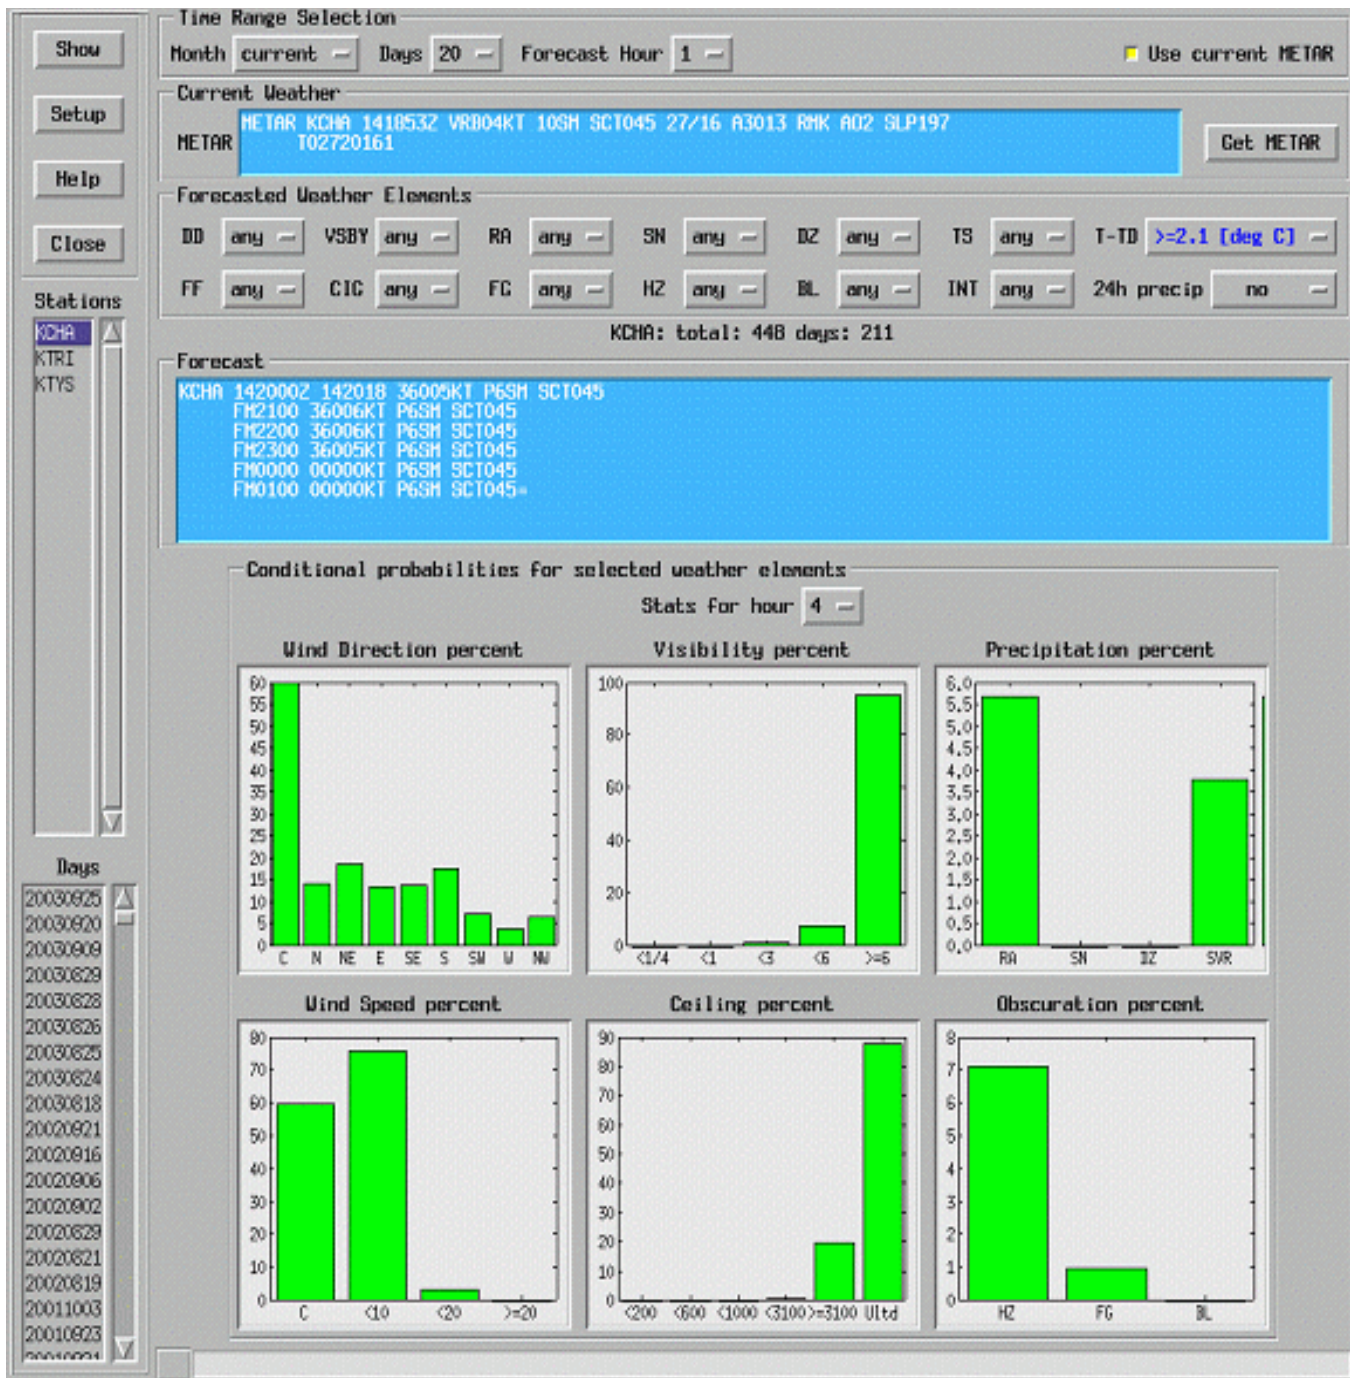 Time Range Selection
Show
Month current Days 20 Forecast Hour 1 Use current METAR
Current Weather
Setup
METAR
METAR KCHA 141853Z VRB04KT 10SM SCT045 27/16 A3013 RMK AO2 SLP197
T02720161
Get METAR
Help
Forecasted Weather Elements
DD any VSBY any RA any SN any DZ any TS any T-TD >=2.1 [deg C]
Close
FF any CIG any FG any HZ any BL any INT any 24h precip no
Stations
KCHA
KTRI
KTYS
KCHA: total: 448 days: 211
Forecast
KCHA 142000Z 142018 36005KT P6SM SCT045
FM2100 36006KT P6SM SCT045
FM2200 36006KT P6SM SCT045
FM2300 36005KT P6SM SCT045
FM0000 00000KT P6SM SCT045
FM0100 00000KT P6SM SCT045=
Conditional probabilities for selected weather elements
Stats for hour 4
Wind Direction percent
60
55
50
45
40
35
30
25
20
15
10
5
0
C N NE E SE S SW W NW
Visibility percent
100
80
60
40
20
0
<1/4 <1 <3 <6 >=6
Precipitation percent
6.0
5.5
5.0
4.5
4.0
3.5
3.0
2.5
2.0
1.5
1.0
0.5
0.0
RA SN DZ SVR
Days
20030925
20030920
20030909
20030829
20030828
20030826
20030825
20030824
20030818
20020921
20020916
20020906
20020902
20020829
20020821
20020819
20011003
20010923
20010921
Wind Speed percent
80
70
60
50
40
30
20
10
0
C <10 <20 >=20
Ceiling percent
90
80
70
60
50
40
30
20
10
0
<200 >600 <1000 <3100 >=3100 Ultd
Obscuration percent
8
7
6
5
4
3
2
1
0
HZ FG BL